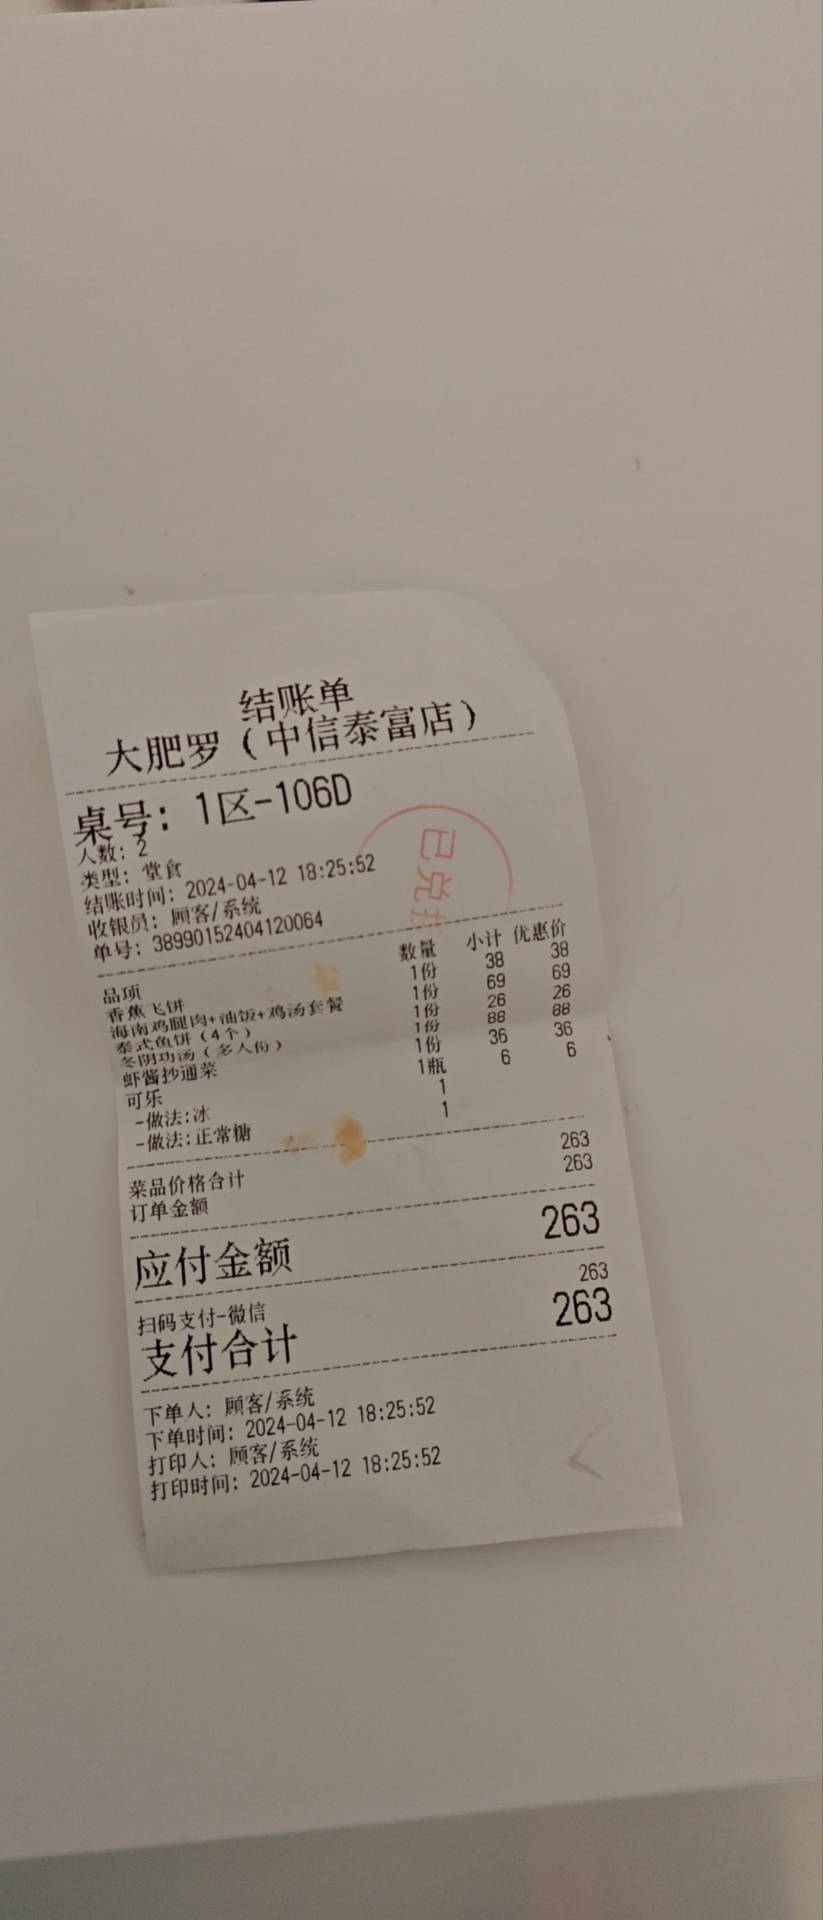 结账单
大肥罗（中信泰富店）
桌号: 1区-106D
人数: 2
类型: 堂食
结账时间: 2024-04-12 18:25:52
收银员: 顾客/系统
单号: 38990152404120064
已兑
品项 数量 小计 优惠价
香蕉飞饼 1份 38 38
海南鸡腿肉+油饭+鸡汤套餐 1份 69 69
泰式鱼饼（4个） 1份 26 26
冬阴功汤（多人份） 1份 88 88
虾酱抄通菜 1份 36 36
可乐 1瓶 6 6
-做法:冰 1
-做法:正常糖 1
菜品价格合计 263
订单金额 263
应付金额 263
扫码支付-微信 263
支付合计 263
下单人: 顾客/系统
下单时间: 2024-04-12 18:25:52
打印人: 顾客/系统
打印时间: 2024-04-12 18:25:52